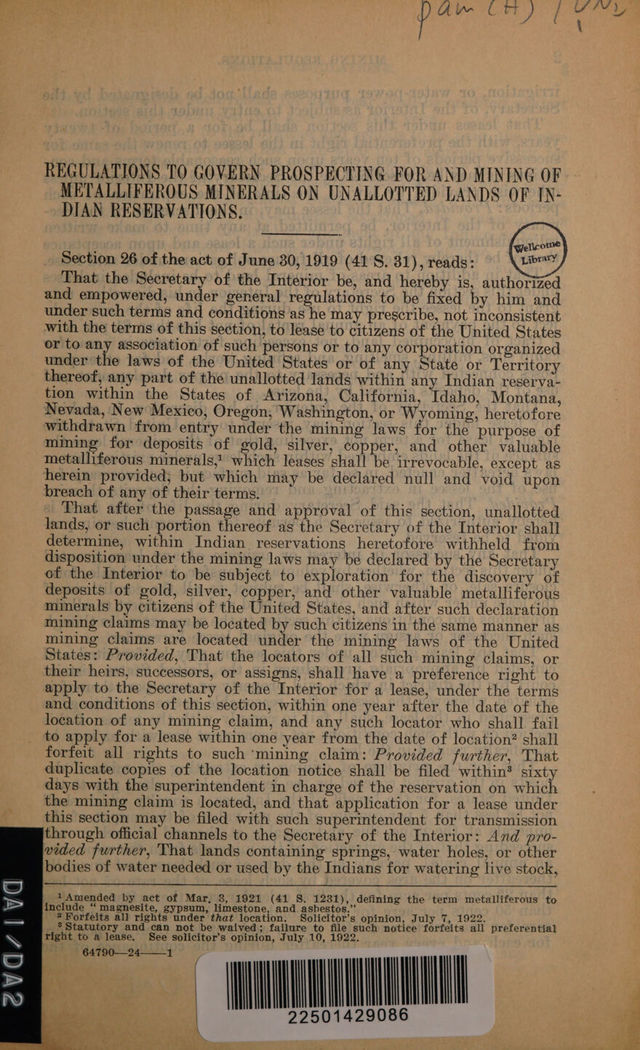 pam (H) / UN2
REGULATIONS TO GOVERN PROSPECTING FOR AND MINING OF
METALLIFEROUS MINERALS ON UNALLOTTED LANDS OF IN-
DIAN RESERVATIONS.
Wellcome
Library
Section 26 of the act of June 30, 1919 (41 S. 31), reads:
That the Secretary of the Interior be, and hereby is, authorized
and empowered, under general regulations to be fixed by him and
under such terms and conditions as he may prescribe, not inconsistent
with the terms of this section, to lease to citizens of the United States
or to any association of such persons or to any corporation organized
under the laws of the United States or of any State or Territory
thereof, any part of the unallotted lands within any Indian reserva-
tion within the States of Arizona, California, Idaho, Montana,
Nevada, New Mexico, Oregon, Washington, or Wyoming, heretofore
withdrawn from entry under the mining laws for the purpose of
mining for deposits of gold, silver, copper, and other valuable
metalliferous minerals,¹ which leases shall be irrevocable, except as
herein provided, but which may be declared null and void upon
breach of any of their terms.
That after the passage and approval of this section, unallotted
lands, or such portion thereof as the Secretary of the Interior shall
determine, within Indian reservations heretofore withheld from
disposition under the mining laws may be declared by the Secretary
of the Interior to be subject to exploration for the discovery of
deposits of gold, silver, copper, and other valuable metalliferous
minerals by citizens of the United States, and after such declaration
mining claims may be located by such citizens in the same manner as
mining claims are located under the mining laws of the United
States: Provided, That the locators of all such mining claims, or
their heirs, successors, or assigns, shall have a preference right to
apply to the Secretary of the Interior for a lease, under the terms
and conditions of this section, within one year after the date of the
location of any mining claim, and any such locator who shall fail
to apply for a lease within one year from the date of location² shall
forfeit all rights to such mining claim: Provided further, That
duplicate copies of the location notice shall be filed within³ sixty
days with the superintendent in charge of the reservation on which
the mining claim is located, and that application for a lease under
this section may be filed with such superintendent for transmission
through official channels to the Secretary of the Interior: And pro-
vided further, That lands containing springs, water holes, or other
bodies of water needed or used by the Indians for watering live stock,
¹ Amended by act of Mar. 3, 1921 (41 S. 1231), defining the term metalliferous to
include "magnesite, gypsum, limestone, and asbestos."
² Forfeits all rights under that location. Solicitor's opinion, July 7, 1922.
³ Statutory and can not be waived; failure to file such notice forfeits all preferential
right to a lease. See solicitor's opinion, July 10, 1922.
64790—24——1
22501429086
DA1/DA2